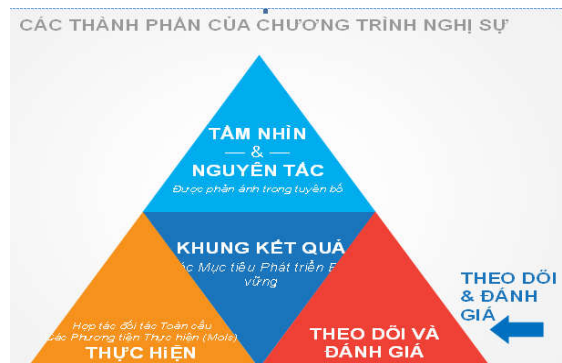 CÁC THÀNH PHẦN CỦA CHƯƠNG TRÌNH NGHỊ SỰ
TẦM NHÌN
&
NGUYÊN TẮC
Được phản ánh trong tuyên bố
KHUNG KẾT QUẢ
Mục tiêu Phát triển
vững
Hợp tác đối tác Toàn cầu
Các Phương tiện Thực hiện (MoIs)
THỰC HIỆN
THEO DÕI VÀ
ĐÁNH GIÁ
THEO DÕI
& ĐÁNH
GIÁ